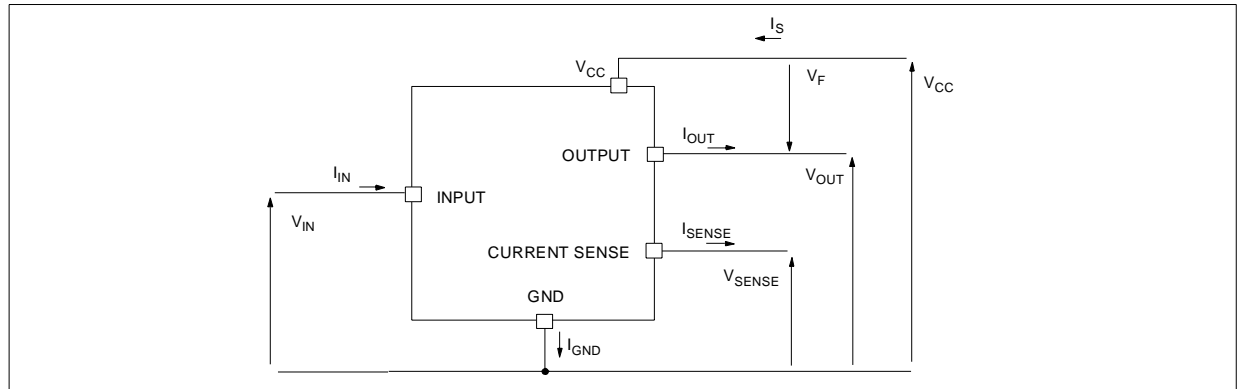 I_S
V_CC
V_F
V_CC
I_OUT
OUTPUT
V_OUT
I_IN
INPUT
V_IN
I_SENSE
CURRENT SENSE
V_SENSE
GND
I_GND